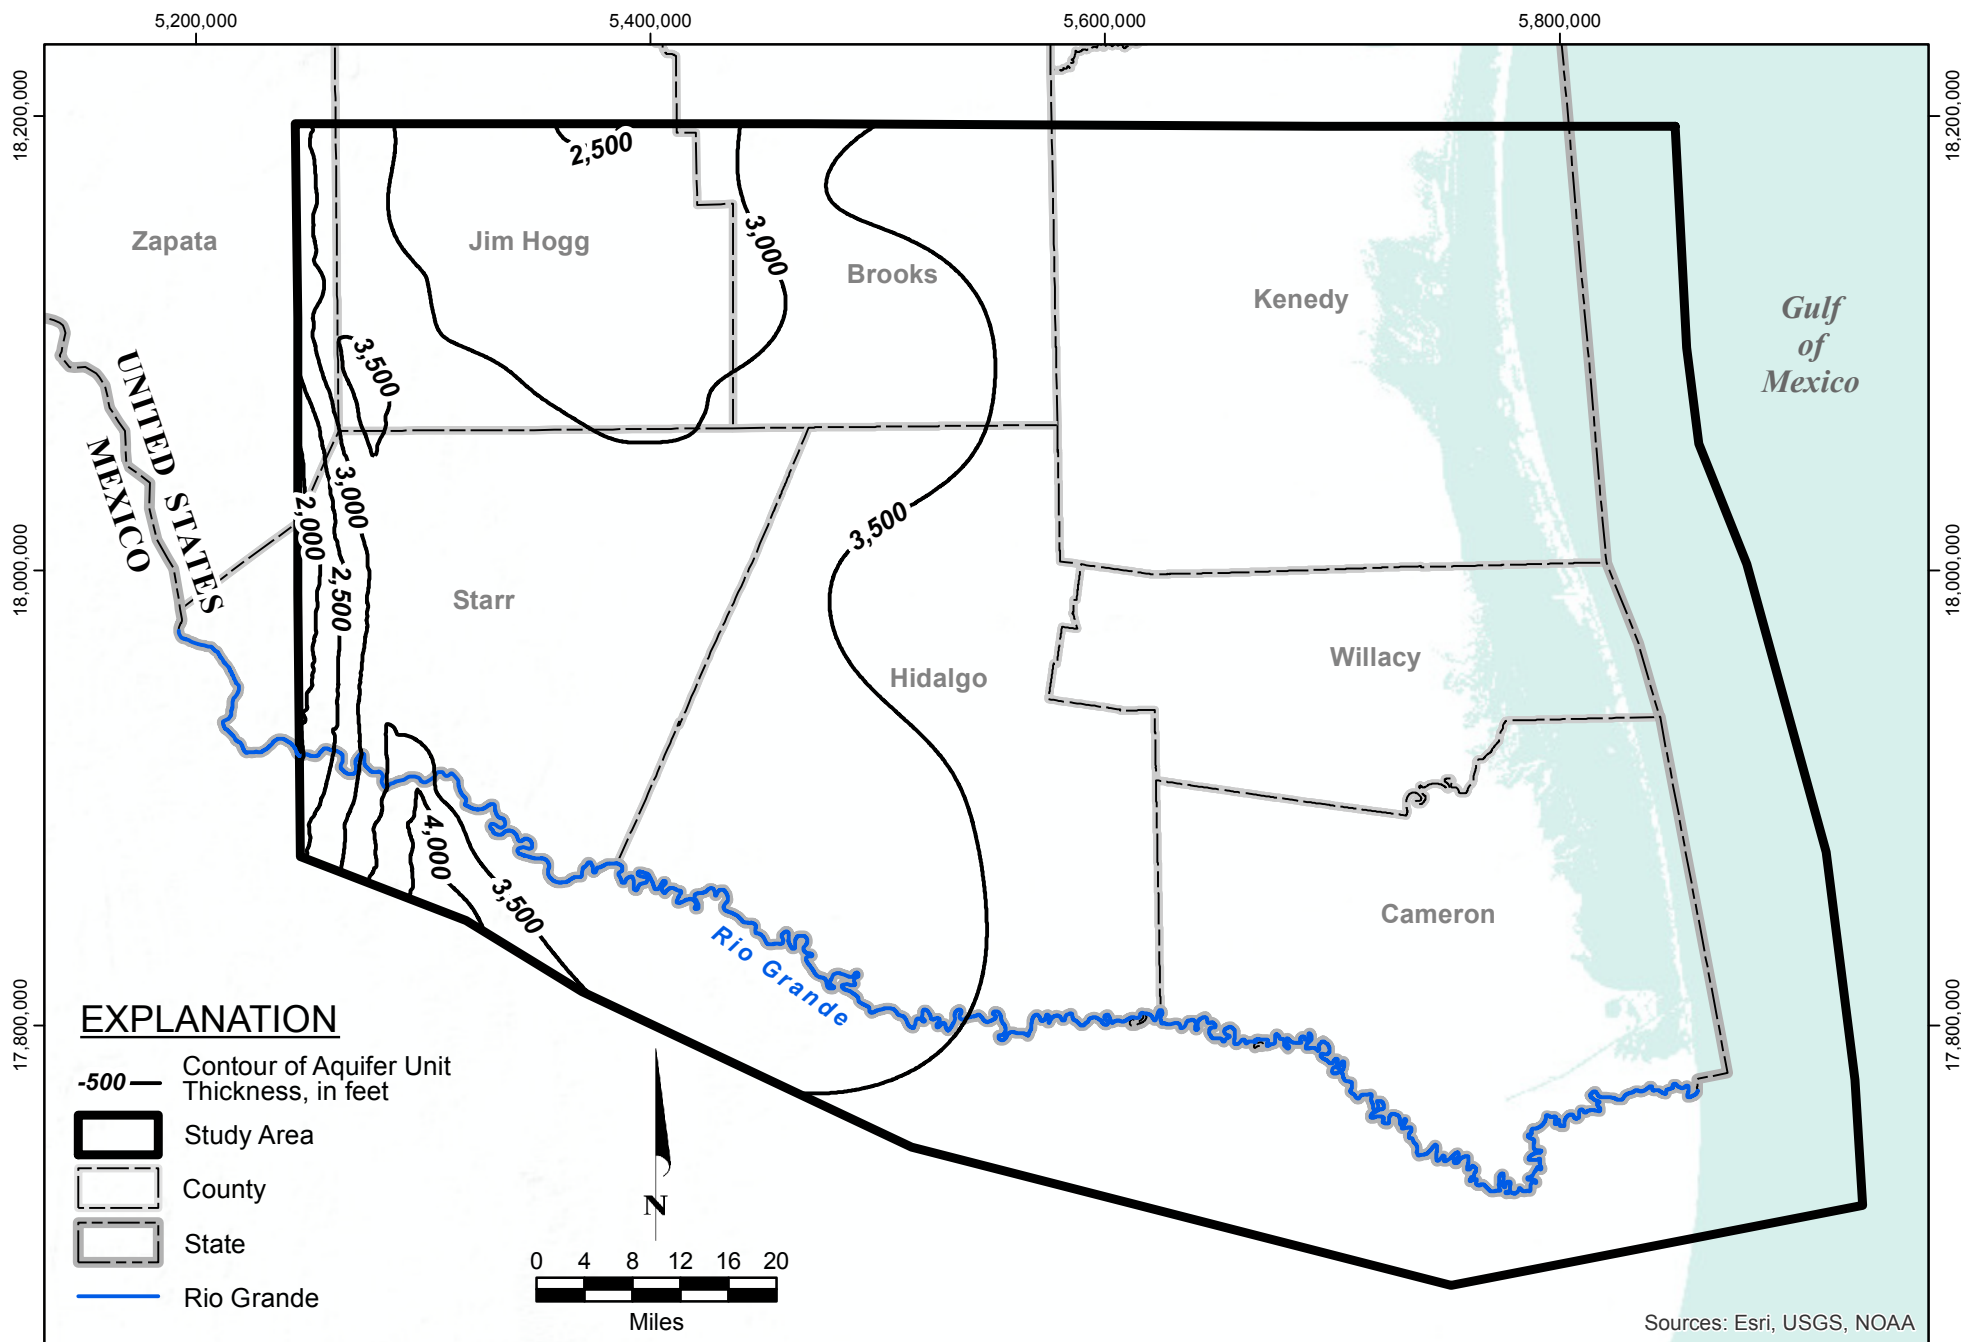 5,200,000
5,400,000
5,600,000
5,800,000
18,200,000
18,200,000
2,500
Zapata
Jim Hogg
3,000
Brooks
Kenedy
Gulf
of
Mexico
3,500
UNITED STATES
MEXICO
3,000
2,000
3,500
18,000,000
18,000,000
2,500
Starr
Willacy
Hidalgo
4,000
3,500
Cameron
Rio Grande
17,800,000
17,800,000
EXPLANATION
-500
Contour of Aquifer Unit
Thickness, in feet
Study Area
County
State
Rio Grande
N
0 4 8 12 16 20
Miles
Sources: Esri, USGS, NOAA